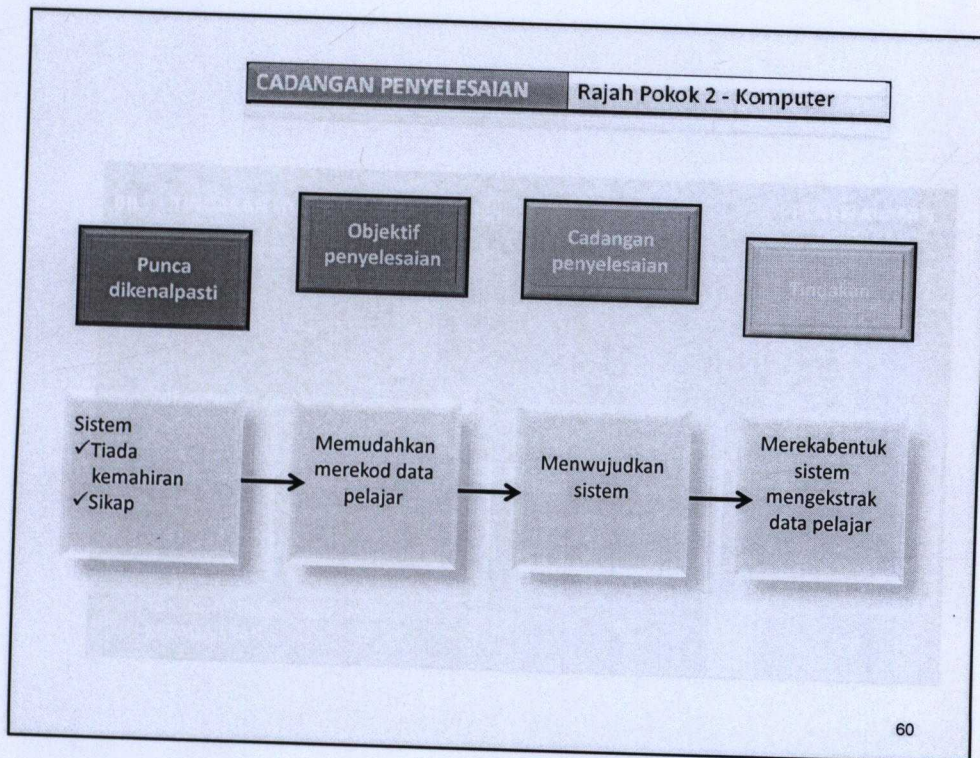 CADANGAN PENYELESAIAN Rajah Pokok 2 - Komputer
Punca
dikenalpasti
Objektif
penyelesaian
Cadangan
penyelesaian
Tindakan
Sistem
✓Tiada
kemahiran
✓Sikap
Memudahkan
merekod data
pelajar
Menwujudkan
sistem
Merekabentuk
sistem
mengekstrak
data pelajar
60